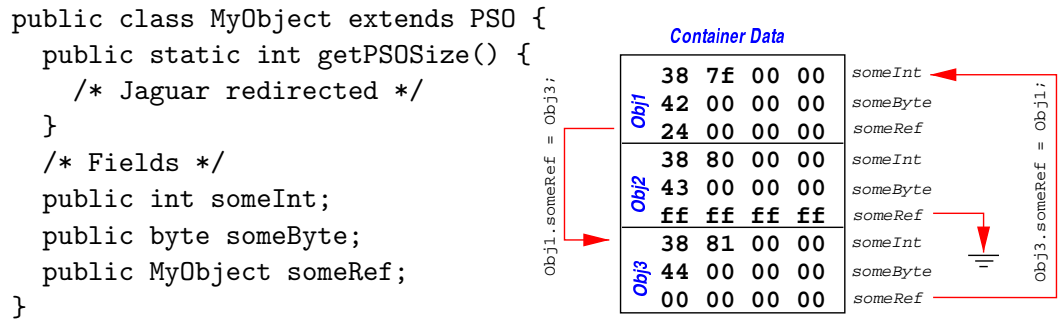 public class MyObject extends PSO {
public static int getPSOSize() {
/* Jaguar redirected */
}
/* Fields */
public int someInt;
public byte someByte;
public MyObject someRef;
}
Container Data
Obj1.someRef = Obj3;
Obj1
38 7f 00 00 someInt
42 00 00 00 someByte
24 00 00 00 someRef
Obj2
38 80 00 00 someInt
43 00 00 00 someByte
ff ff ff ff someRef
Obj3
38 81 00 00 someInt
44 00 00 00 someByte
00 00 00 00 someRef
Obj3.someRef = Obj1;